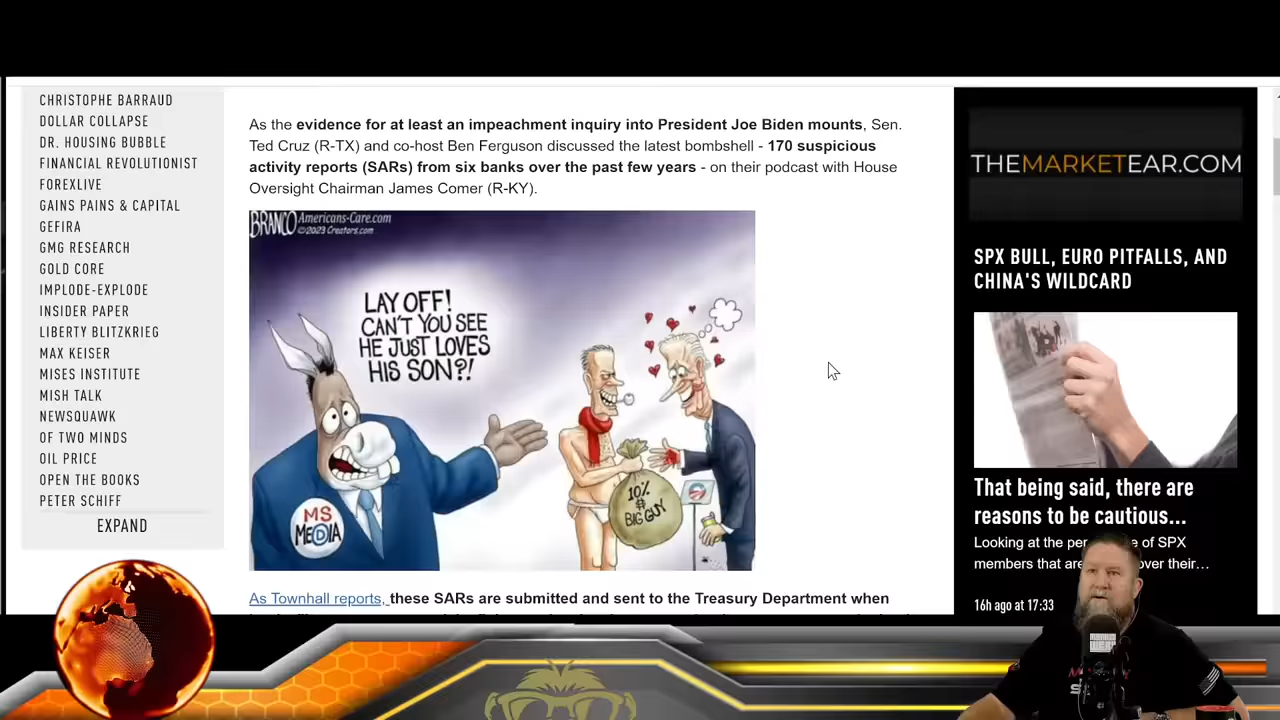 CHRISTOPHE BARRAUD
DOLLAR COLLAPSE
DR. HOUSING BUBBLE
FINANCIAL REVOLUTIONIST
FOREXLIVE
GAINS PAINS & CAPITAL
GEFIRA
GMG RESEARCH
GOLD CORE
IMPLODE-EXPLODE
INSIDER PAPER
LIBERTY BLITZKRIEG
MAX KEISER
MISES INSTITUTE
MISH TALK
NEWSQUAWK
OF TWO MINDS
OIL PRICE
OPEN THE BOOKS
PETER SCHIFF
EXPAND
As the evidence for at least an impeachment inquiry into President Joe Biden mounts, Sen.
Ted Cruz (R-TX) and co-host Ben Ferguson discussed the latest bombshell - 170 suspicious
activity reports (SARs) from six banks over the past few years - on their podcast with House
Oversight Chairman James Comer (R-KY).
BRANCO Americans-Care.com
©2023 Creators.com
LAY OFF!
CAN'T YOU SEE
HE JUST LOVES
HIS SON?!
MS
MEDIA
10%
#
BIG GUY
As Townhall reports, these SARs are submitted and sent to the Treasury Department when
THEMARKETEAR.COM
SPX BULL, EURO PITFALLS, AND
CHINA'S WILDCARD
That being said, there are
reasons to be cautious...
Looking at the of SPX
members that are over their...
16h ago at 17:33